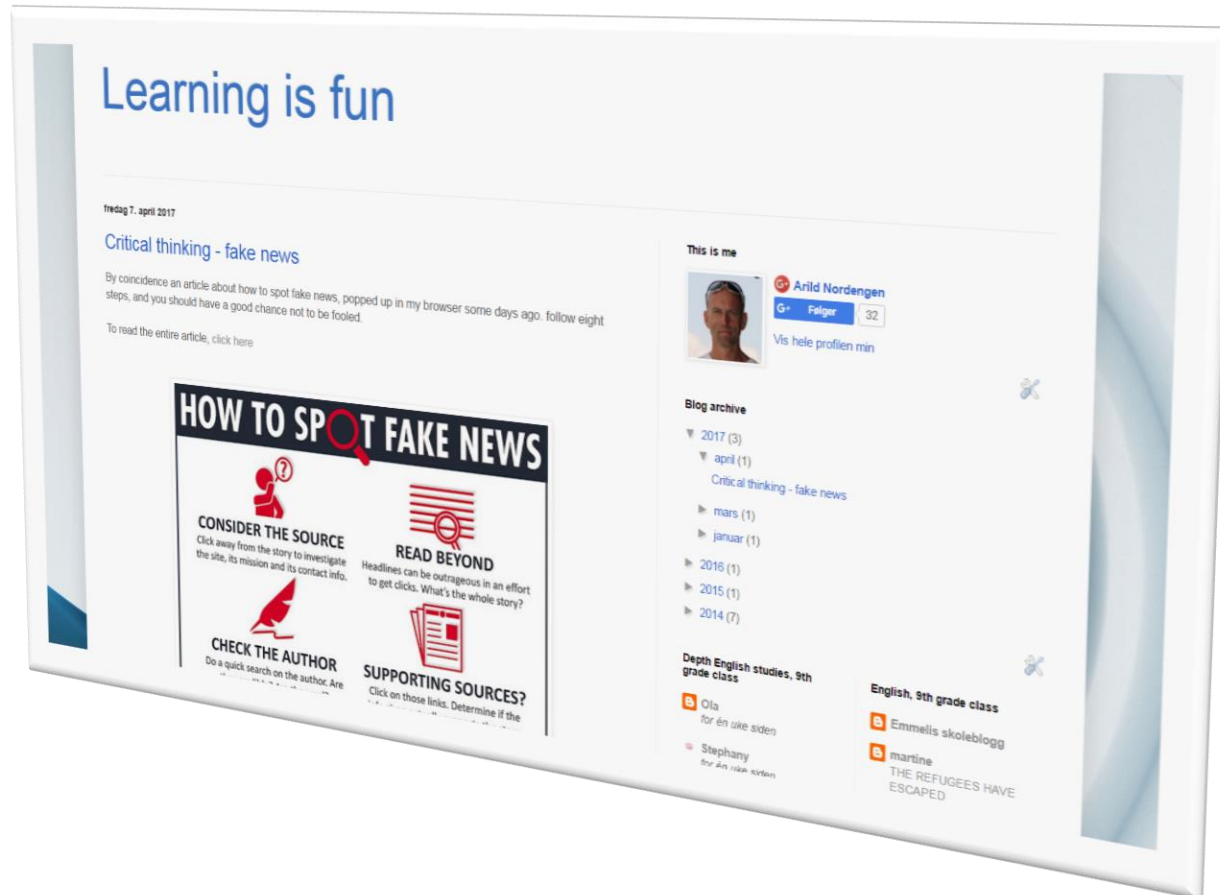 Learning is fun
fredag 7. april 2017
Critical thinking - fake news
By coincidence an article about how to spot fake news, popped up in my browser some days ago. follow eight
steps, and you should have a good chance not to be fooled.
To read the entire article, click here
HOW TO SPOT FAKE NEWS
CONSIDER THE SOURCE
Click away from the story to investigate
the site, its mission and its contact info.
READ BEYOND
Headlines can be outrageous in an effort
to get clicks. What's the whole story?
CHECK THE AUTHOR
Do a quick search on the author. Are
SUPPORTING SOURCES?
Click on those links. Determine if the
This is me
G+ Arild Nordengen
G+ Følger 32
Vis hele profilen min
Blog archive
▼ 2017 (3)
▼ april (1)
Critical thinking - fake news
► mars (1)
► januar (1)
► 2016 (1)
► 2015 (1)
► 2014 (7)
Depth English studies, 9th
grade class
Ola
for én uke siden
Stephany
for én uke siden
English, 9th grade class
Emmelis skoleblogg
martine
THE REFUGEES HAVE
ESCAPED